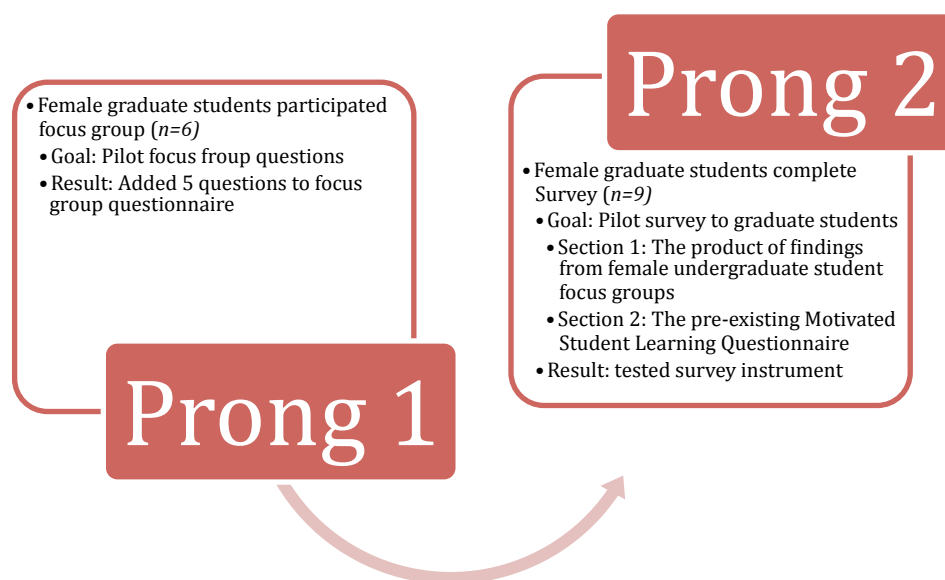 • Female graduate students participated
focus group (n=6)
• Goal: Pilot focus froup questions
• Result: Added 5 questions to focus
group questionnaire
Prong 1
Prong 2
• Female graduate students complete
Survey (n=9)
• Goal: Pilot survey to graduate students
• Section 1: The product of findings
from female undergraduate student
focus groups
• Section 2: The pre-existing Motivated
Student Learning Questionnaire
• Result: tested survey instrument